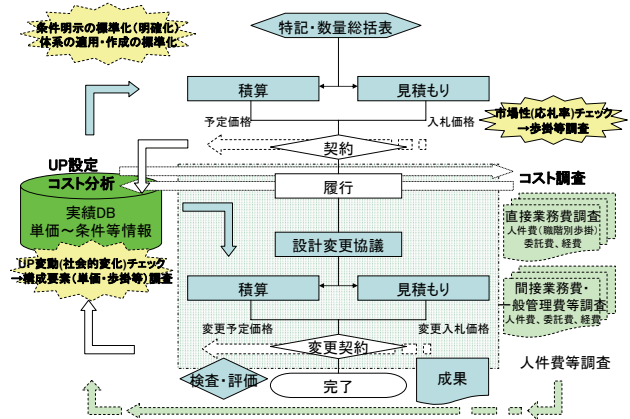 条件明示の標準化(明確化)
体系の適用・作成の標準化
特記・数量総括表
積算
見積もり
予定価格
入札価格
市場性(応札率)チェック
→歩掛等調査
契約
UP設定
コスト分析
コスト調査
履行
実績DB
単価～条件等情報
直接業務費調査
人件費(職階別歩掛)
委託費、経費
設計変更協議
UP変動(社会的変化)チェック
→構成要素(単価・歩掛等)調査
積算
見積もり
間接業務費・
一般管理費等調査
人件費、委託費、経費
変更予定価格
変更入札価格
変更契約
人件費等調査
検査・評価
成果
完了